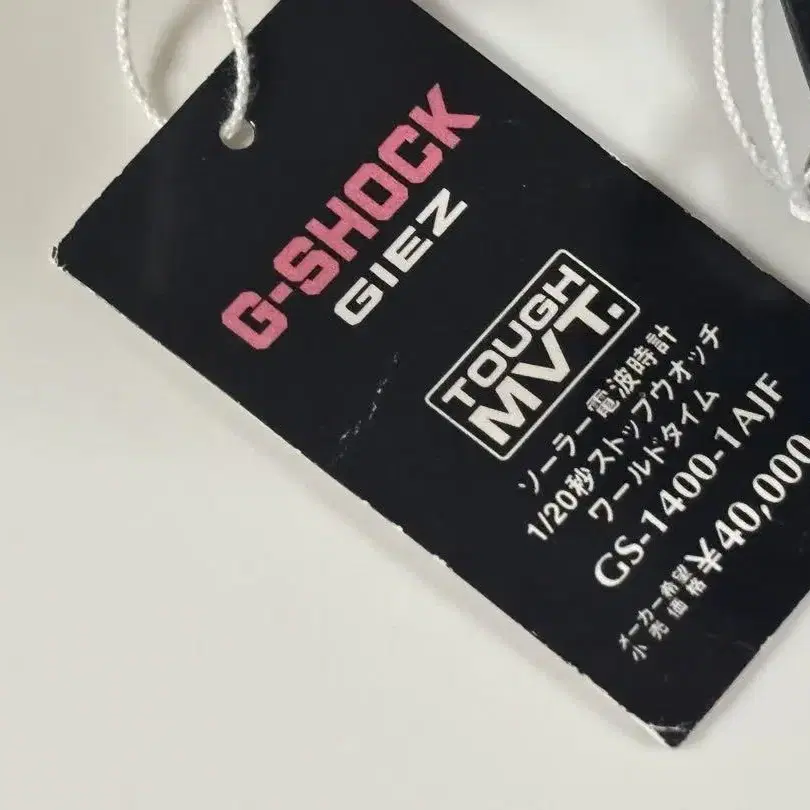 G-SHOCK
GIEZ
TOUGH
MVT.
ソーラー電波時計
1/20秒ストップウオッチ
ワールドタイム
GS-1400-1AJF
メーカー希望
小売価格 ¥40,000